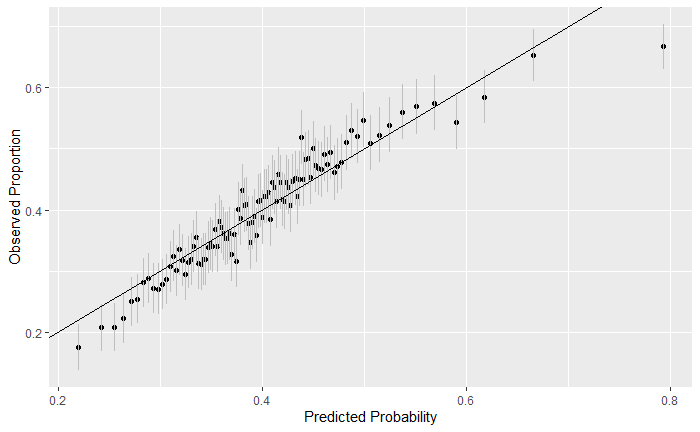 Observed Proportion
0.6
0.4
0.2
0.2 0.4 0.6 0.8
Predicted Probability